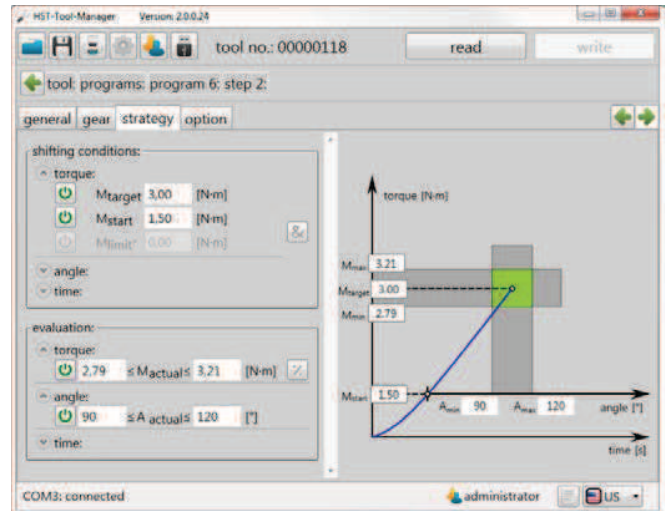 HST-Tool-Manager Version: 2.0.0.24
tool no.: 00000118 read write
tool: programs: program 6: step 2:
general gear strategy option
shifting conditions:
torque:
Mtarget 3,00 [N·m]
Mstart 1,50 [N·m]
Mlimit 0,00 [N·m]
&
angle:
time:
evaluation:
torque:
2,79 ≤ Mactual ≤ 3,21 [N·m] %
angle:
90 ≤ A actual ≤ 120 [°]
time:
torque [N·m]
Mmax 3.21
Mtarget 3.00
Mmin 2.79
Mstart 1.50
Amin 90 Amax 120 angle [°]
time [s]
COM3: connected administrator US